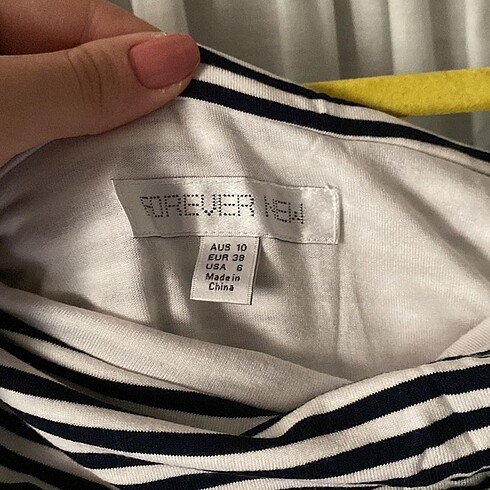 FOREVER NEW
AUS 10
EUR 38
USA 6
Made in
China